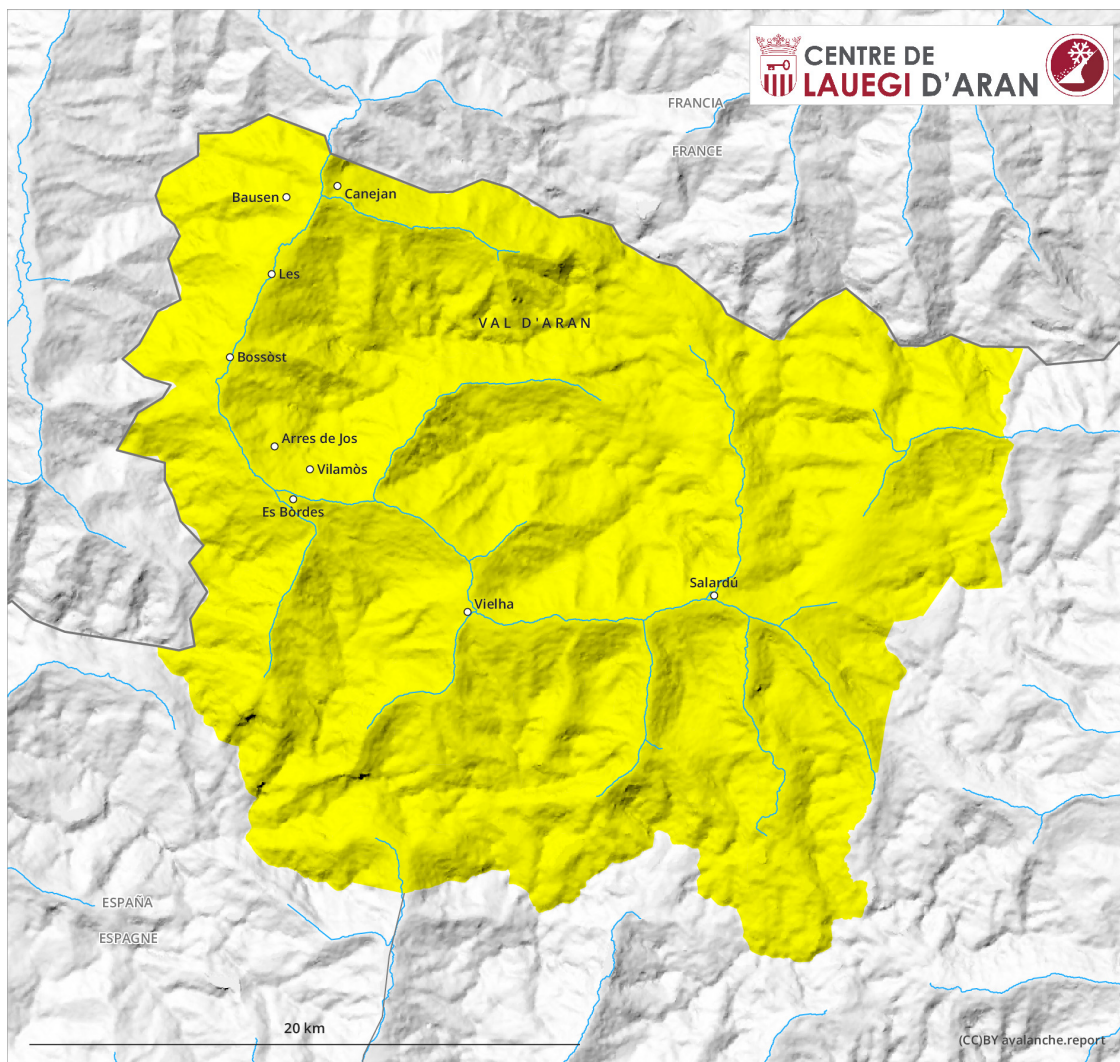 CENTRE DE
LAUEGI D'ARAN
FRANCIA
FRANCE
Canejan
Bausen
Les
VAL D'ARAN
Bossòst
Arres de Jos
Vilamòs
Es Bòrdes
Salardú
Vielha
ESPAÑA
ESPAGNE
20 km
(CC)BY avalanche.report